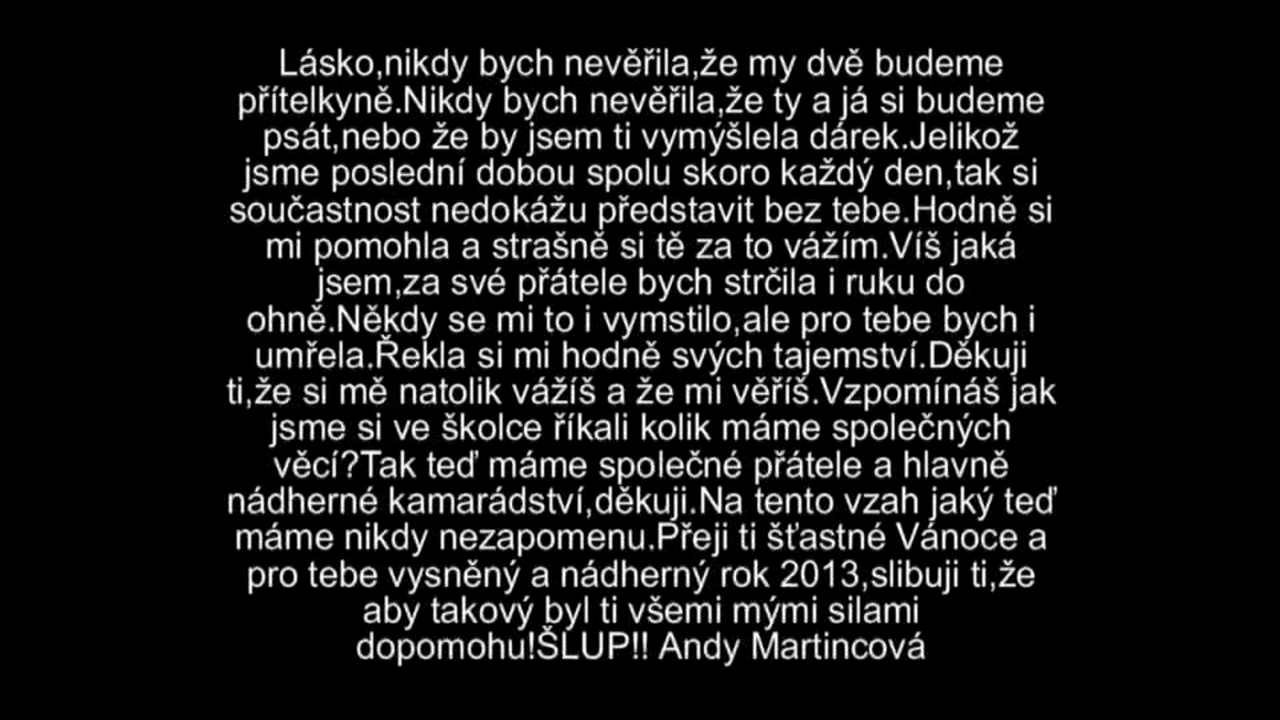 Lásko,nikdy bych nevěřila,že my dvě budeme
přítelkyně.Nikdy bych nevěřila,že ty a já si budeme
psát,nebo že by jsem ti vymýšlela dárek.Jelikož
jsme poslední dobou spolu skoro každý den,tak si
součastnost nedokážu představit bez tebe.Hodně si
mi pomohla a strašně si tě za to vážím.Víš jaká
jsem,za své přátele bych strčila i ruku do
ohně.Někdy se mi to i vymstilo,ale pro tebe bych i
umřela.Řekla si mi hodně svých tajemství.Děkuji
ti,že si mě natolik vážíš a že mi věříš.Vzpomínáš jak
jsme si ve školce říkali kolik máme společných
věcí?Tak teď máme společné přátele a hlavně
nádherné kamarádství,děkuji.Na tento vzah jaký teď
máme nikdy nezapomenu.Přeji ti šťastné Vánoce a
pro tebe vysněný a nádherný rok 2013,slibuji ti,že
aby takový byl ti všemi mými silami
dopomohu!ŠLUP!! Andy Martincová